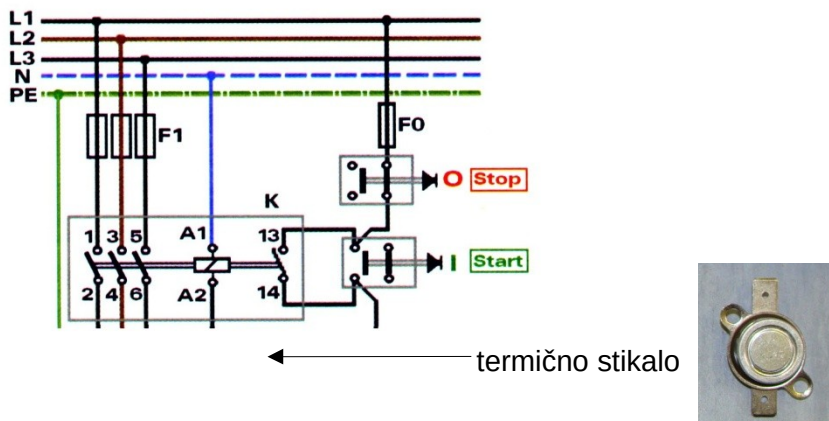 L1
L2
L3
N
PE
F1
F0
O Stop
K
1 3 5 A1 13
I Start
2 4 6 A2 14
termično stikalo